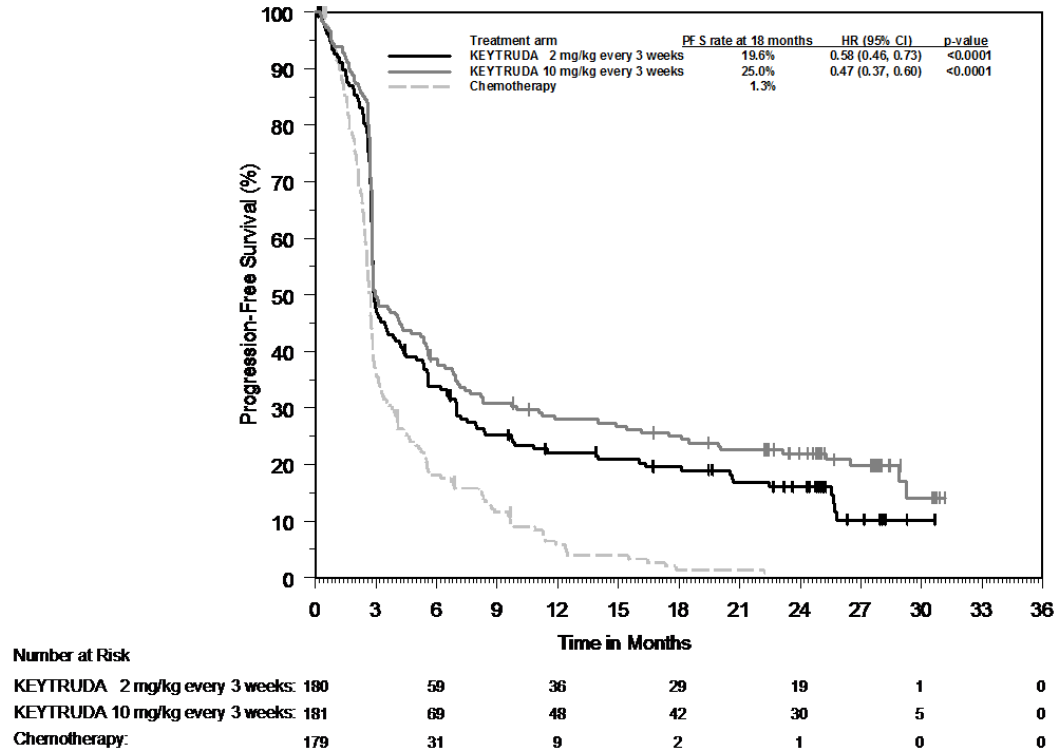 Treatment arm PFS rate at 18 months HR (95% CI) p-value
KEYTRUDA 2 mg/kg every 3 weeks 19.6% 0.58 (0.46, 0.73) <0.0001
KEYTRUDA 10 mg/kg every 3 weeks 25.0% 0.47 (0.37, 0.60) <0.0001
Chemotherapy 1.3%
Progression-Free Survival (%)
100
90
80
70
60
50
40
30
20
10
0
0 3 6 9 12 15 18 21 24 27 30 33 36
Time in Months
Number at Risk
KEYTRUDA 2 mg/kg every 3 weeks: 180 59 36 29 19 1 0
KEYTRUDA 10 mg/kg every 3 weeks: 181 69 48 42 30 5 0
Chemotherapy: 179 31 9 2 1 0 0